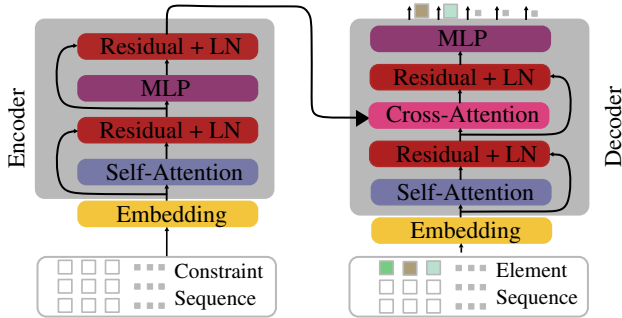 Encoder
Residual + LN
MLP
Residual + LN
Self-Attention
Embedding
Constraint
Sequence
MLP
Residual + LN
Cross-Attention
Residual + LN
Self-Attention
Embedding
Element
Sequence
Decoder